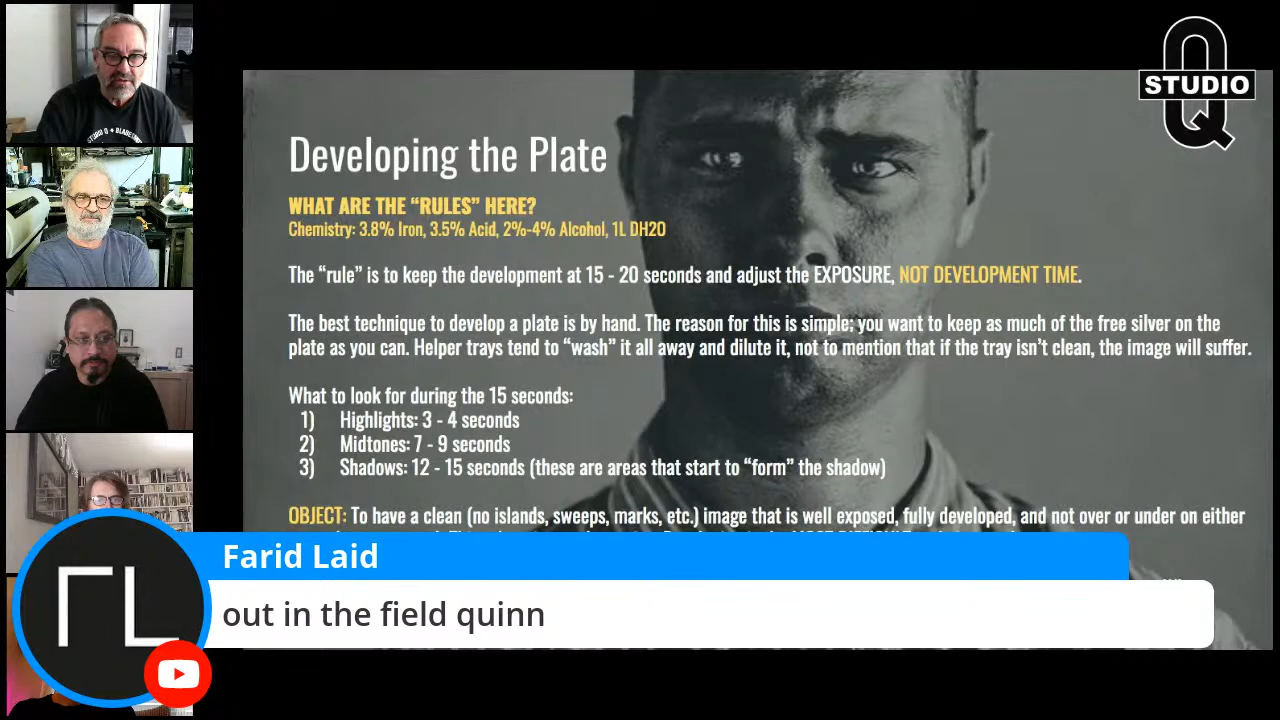 STUDIO
Q
Developing the Plate
WHAT ARE THE “RULES” HERE?
Chemistry: 3.8% Iron, 3.5% Acid, 2%-4% Alcohol, 1L DH2O
The “rule” is to keep the development at 15 - 20 seconds and adjust the EXPOSURE, NOT DEVELOPMENT TIME.
The best technique to develop a plate is by hand. The reason for this is simple; you want to keep as much of the free silver on the
plate as you can. Helper trays tend to “wash” it all away and dilute it, not to mention that if the tray isn’t clean, the image will suffer.
What to look for during the 15 seconds:
1) Highlights: 3 - 4 seconds
2) Midtones: 7 - 9 seconds
3) Shadows: 12 - 15 seconds (these are areas that start to “form” the shadow)
OBJECT: To have a clean (no islands, sweeps, marks, etc.) image that is well exposed, fully developed, and not over or under on either
Farid Laid
out in the field quinn